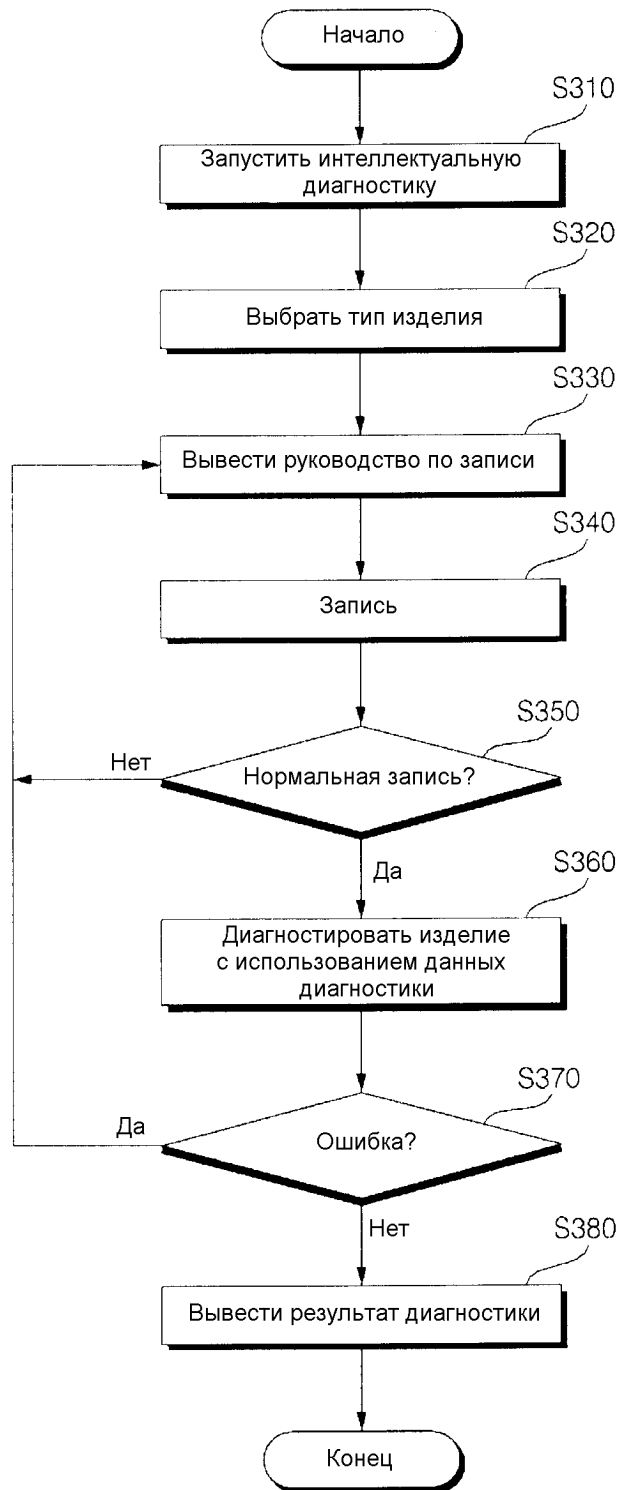 Начало
S310
Запустить интеллектуальную
диагностику
S320
Выбрать тип изделия
S330
Вывести руководство по записи
S340
Запись
S350
Нет
Нормальная запись?
Да
S360
Диагностировать изделие
с использованием данных
диагностики
S370
Да
Ошибка?
Нет
S380
Вывести результат диагностики
Конец